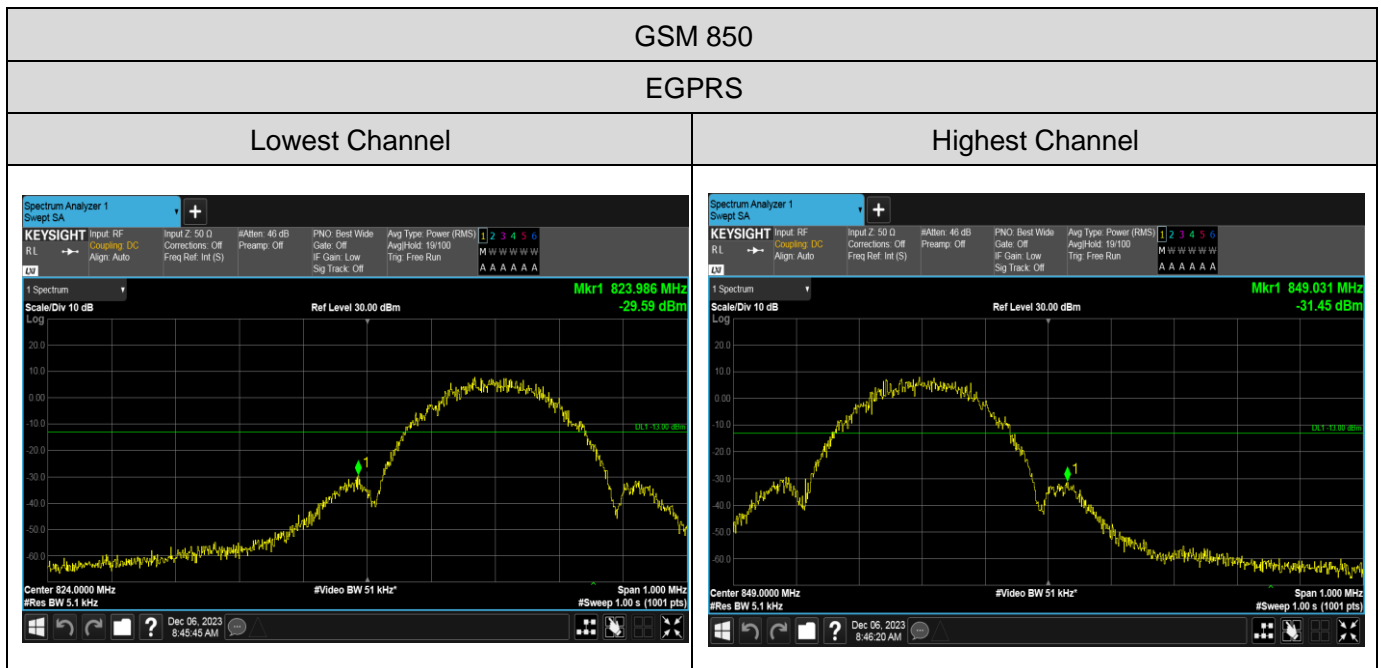 GSM 850
EGPRS
Lowest Channel
Highest Channel
Spectrum Analyzer 1
Swept SA
+
KEYSIGHT Input: RF Input Z: 50 Ω #Atten: 46 dB PNO: Best Wide Avg Type: Power (RMS) 1 2 3 4 5 6
RL Coupling: DC Corrections: Off Preamp: Off Gate: Off Avg|Hold: 19/100 M W W W W W
Align: Auto Freq Ref: Int (S) IF Gain: Low Trig: Free Run
LXI Sig Track: Off A A A A A A
1 Spectrum Mkr1 823.986 MHz
Scale/Div 10 dB Ref Level 30.00 dBm -29.59 dBm
Log
20.0
10.0
0.00
-10.0
DL1 -13.00 dBm
-20.0
1
-30.0
-40.0
-50.0
-60.0
Center 824.0000 MHz #Video BW 51 kHz* Span 1.000 MHz
#Res BW 5.1 kHz #Sweep 1.00 s (1001 pts)
? Dec 06, 2023
8:45:45 AM
Spectrum Analyzer 1
Swept SA
+
KEYSIGHT Input: RF Input Z: 50 Ω #Atten: 46 dB PNO: Best Wide Avg Type: Power (RMS) 1 2 3 4 5 6
RL Coupling: DC Corrections: Off Preamp: Off Gate: Off Avg|Hold: 19/100 M W W W W W
Align: Auto Freq Ref: Int (S) IF Gain: Low Trig: Free Run
LXI Sig Track: Off A A A A A A
1 Spectrum Mkr1 849.031 MHz
Scale/Div 10 dB Ref Level 30.00 dBm -31.45 dBm
Log
20.0
10.0
0.00
-10.0
DL1 -13.00 dBm
-20.0
1
-30.0
-40.0
-50.0
-60.0
Center 849.0000 MHz #Video BW 51 kHz* Span 1.000 MHz
#Res BW 5.1 kHz #Sweep 1.00 s (1001 pts)
? Dec 06, 2023
8:46:20 AM